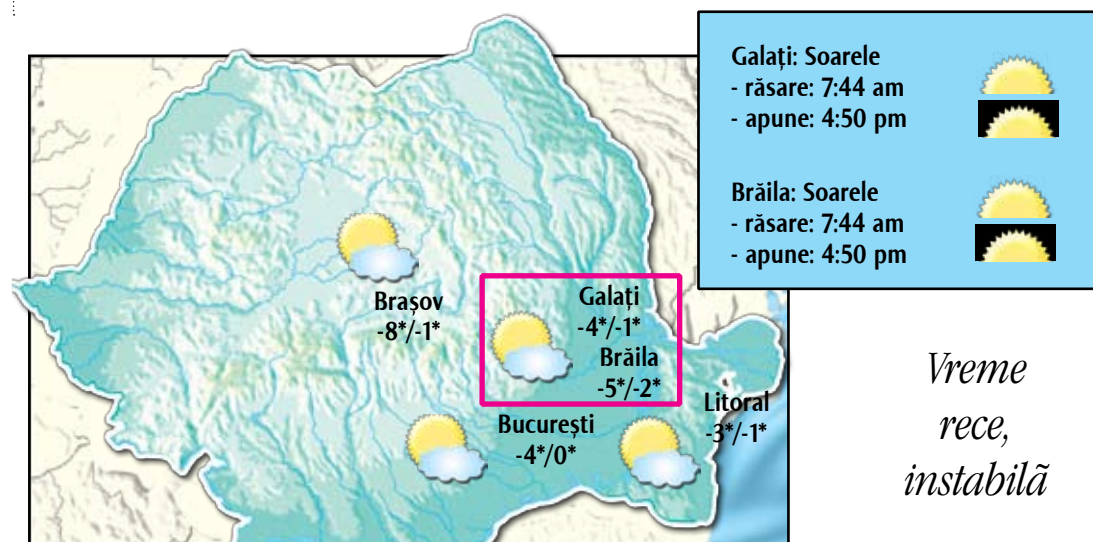 Galați: Soarele
- răsare: 7:44 am
- apune: 4:50 pm
Brăila: Soarele
- răsare: 7:44 am
- apune: 4:50 pm
Brașov
-8*/-1*
Galați
-4*/-1*
Brăila
-5*/-2*
Litoral
-3*/-1*
București
-4*/0*
Vreme
rece,
instabilã